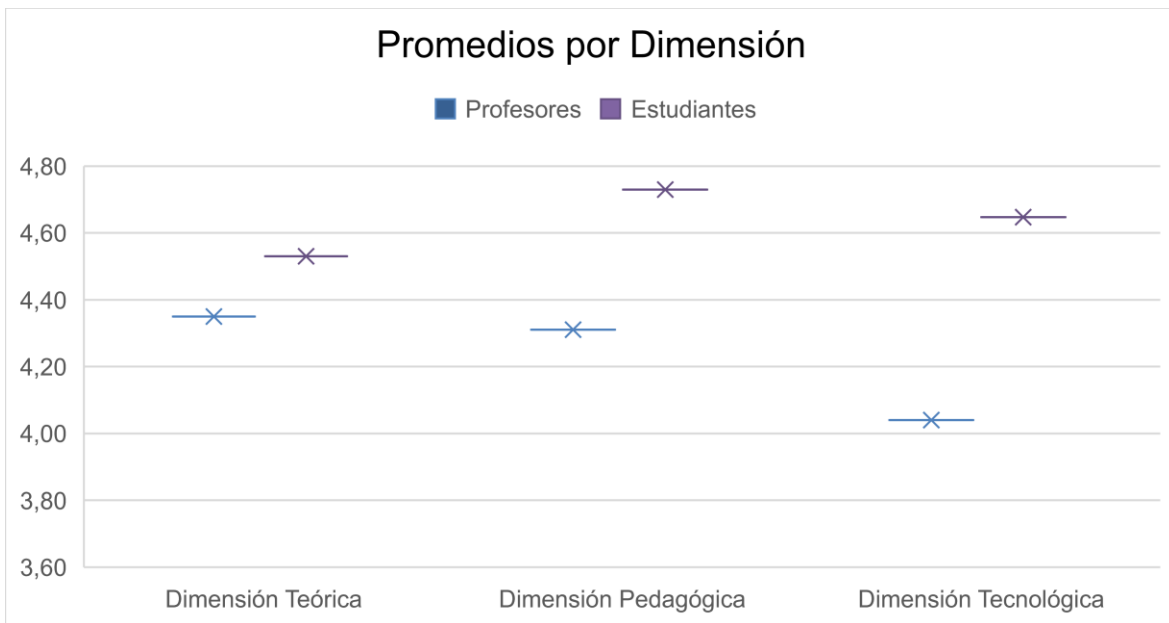 Promedios por Dimensión
Profesores Estudiantes
4,80
4,60
4,40
4,20
4,00
3,80
3,60
Dimensión Teórica Dimensión Pedagógica Dimensión Tecnológica